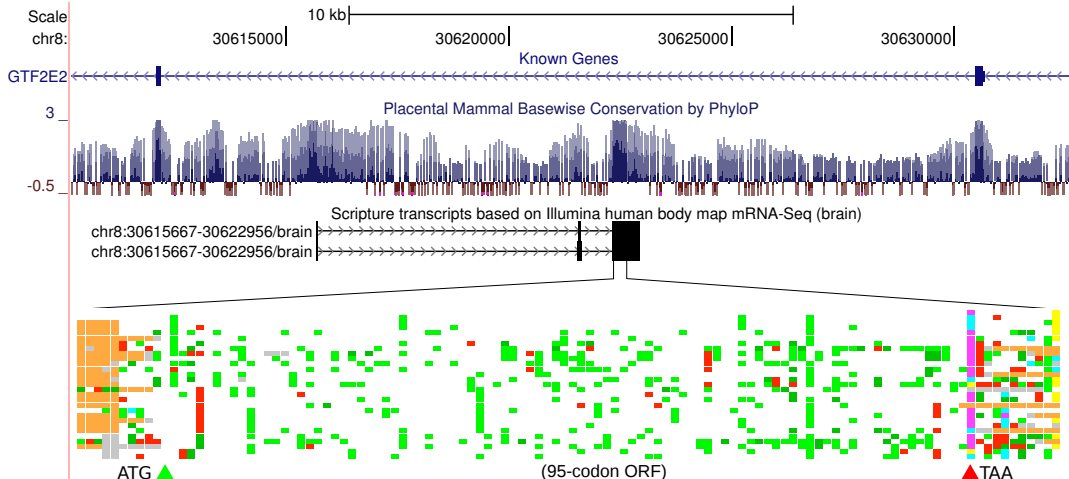 Scale 10 kb
chr8: 30615000 30620000 30625000 30630000
Known Genes
GTF2E2
Placental Mammal Basewise Conservation by PhyloP
3 _
-0.5 _
Scripture transcripts based on Illumina human body map mRNA-Seq (brain)
chr8:30615667-30622956/brain
chr8:30615667-30622956/brain
ATG (95-codon ORF) TAA